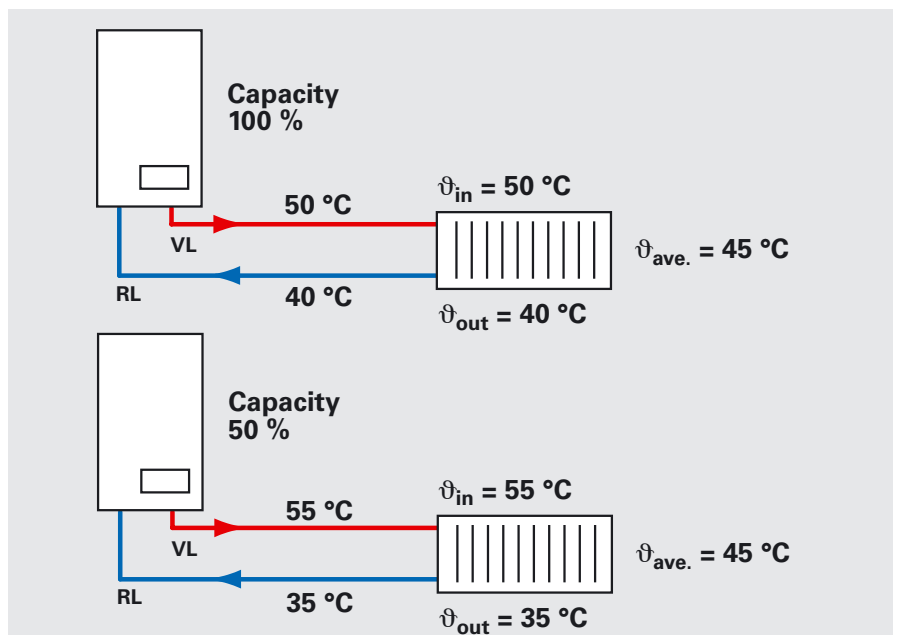 Capacity
100 %
ϑin = 50 °C
50 °C
VL
ϑave. = 45 °C
RL
40 °C
ϑout = 40 °C
Capacity
50 %
ϑin = 55 °C
55 °C
VL
ϑave. = 45 °C
RL
35 °C
ϑout = 35 °C